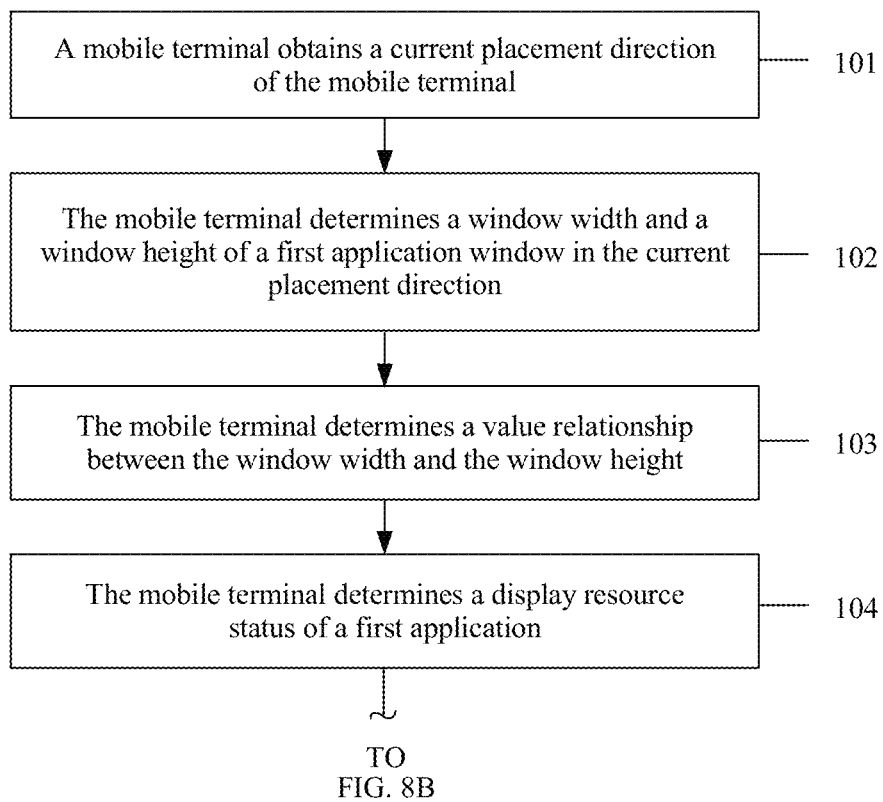 A mobile terminal obtains a current placement direction
of the mobile terminal
101
The mobile terminal determines a window width and a
window height of a first application window in the current
placement direction
102
The mobile terminal determines a value relationship
between the window width and the window height
103
The mobile terminal determines a display resource
status of a first application
104
TO
FIG. 8B